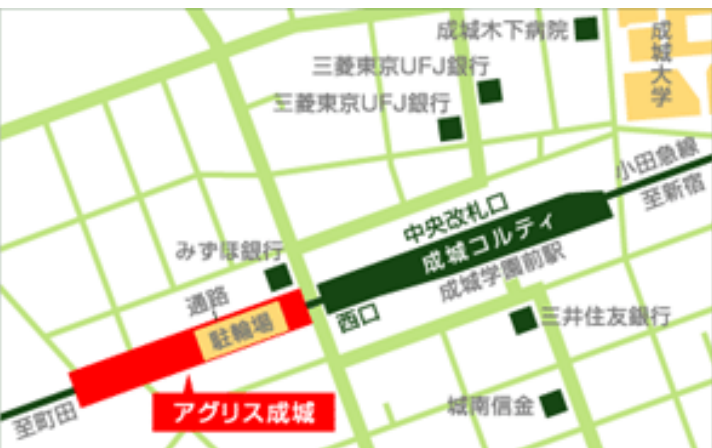 成城木下病院
成城大学
三菱東京UFJ銀行
三菱東京UFJ銀行
小田急線
至新宿
中央改札口
成城コルティ
成城学園前駅
みずほ銀行
通路
駐輪場
西口
三井住友銀行
アグリス成城
城南信金
至町田